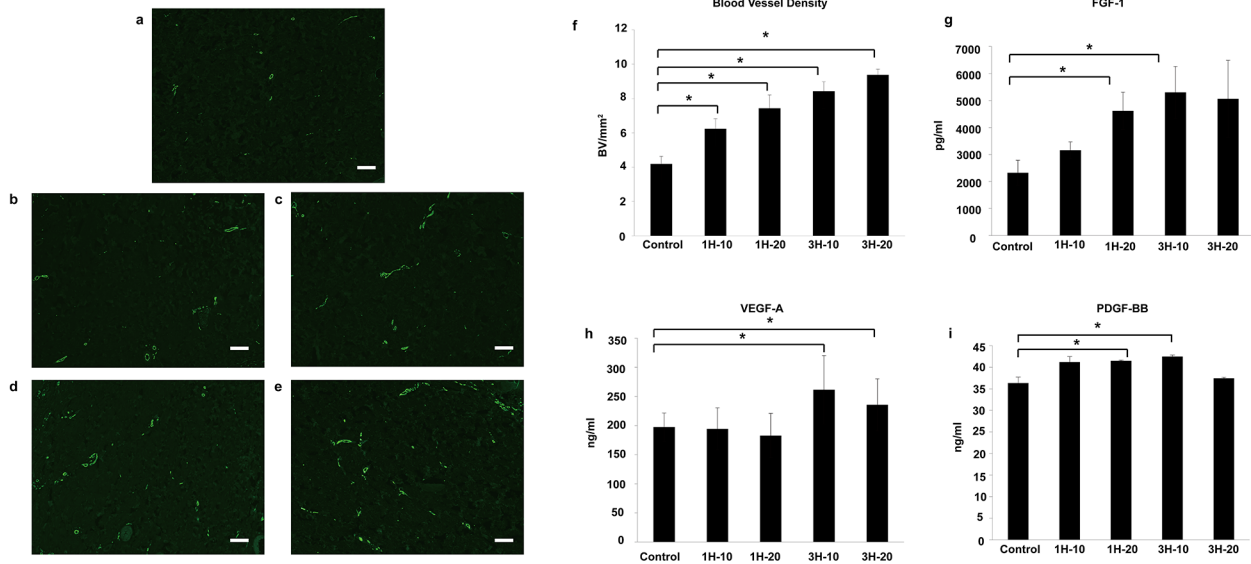 a
b
c
d
e
Blood Vessel Density
f
12
10
8
6
4
2
0
BV/mm²
*
*
*
*
Control 1H-10 1H-20 3H-10 3H-20
FGF-1
g
7000
6000
5000
4000
3000
2000
1000
0
pg/ml
*
*
Control 1H-10 1H-20 3H-10 3H-20
VEGF-A
h
350
300
250
200
150
100
50
0
ng/ml
*
*
Control 1H-10 1H-20 3H-10 3H-20
PDGF-BB
i
45
40
35
30
25
20
15
10
5
0
ng/ml
*
*
Control 1H-10 1H-20 3H-10 3H-20